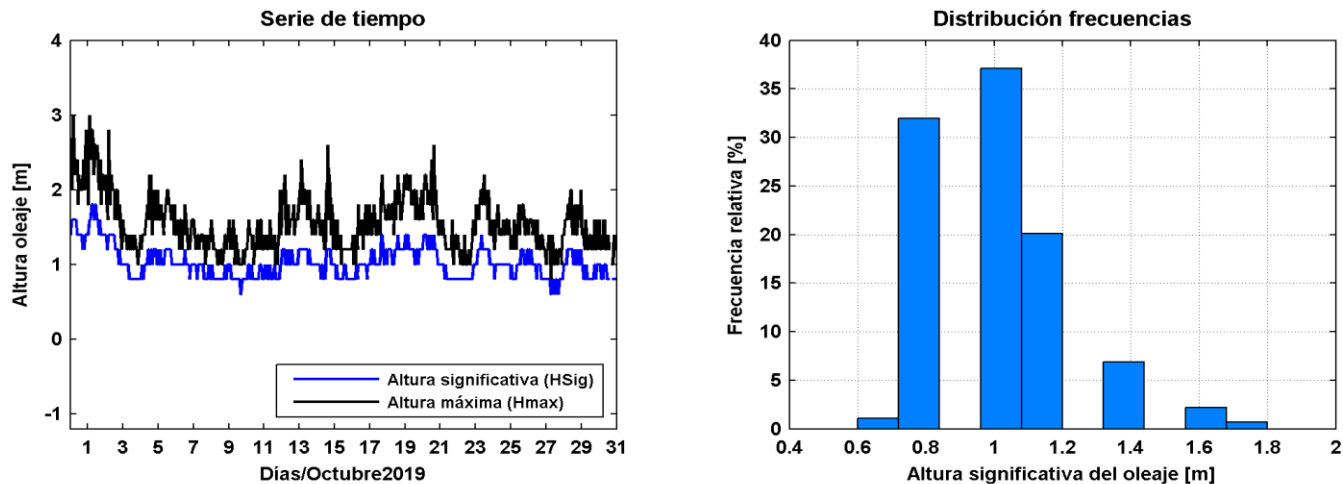 Serie de tiempo
4
3
2
1
0
-1
Altura oleaje [m]
Altura significativa (HSig)
Altura máxima (Hmax)
1 3 5 7 9 11 13 15 17 19 21 23 25 27 29 31
Días/Octubre2019
Distribución frecuencias
40
35
30
25
20
15
10
5
0
Frecuencia relativa [%]
0.4 0.6 0.8 1 1.2 1.4 1.6 1.8 2
Altura significativa del oleaje [m]